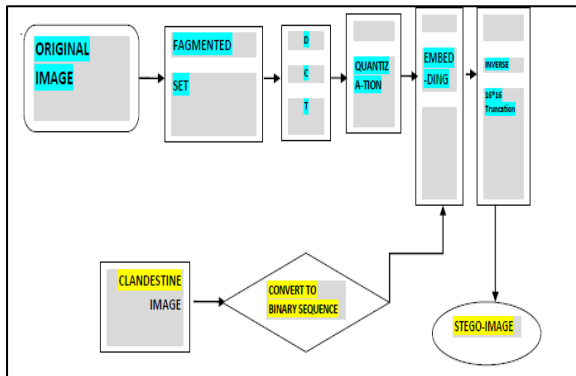 ORIGINAL
IMAGE
FAGMENTED
SET
D
C
T
QUANTIZ
A-TION
EMBED
-DING
INVERSE
16*16
Truncation
CLANDESTINE
IMAGE
CONVERT TO
BINARY SEQUENCE
STEGO-IMAGE